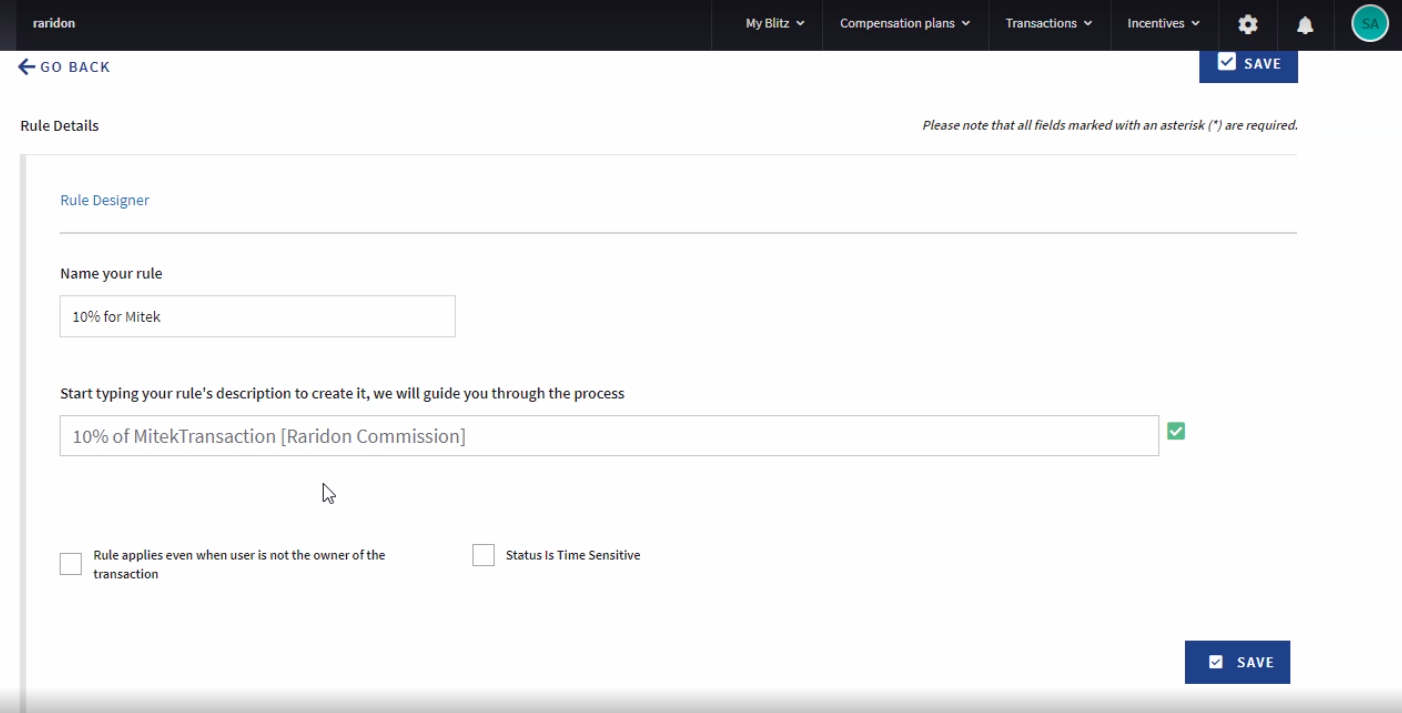 raridon
My Blitz
Compensation plans
Transactions
Incentives
SA
GO BACK
SAVE
Rule Details
Please note that all fields marked with an asterisk (*) are required.
Rule Designer
Name your rule
10% for Mitek
Start typing your rule's description to create it, we will guide you through the process
10% of MitekTransaction [Raridon Commission]
Rule applies even when user is not the owner of the
transaction
Status Is Time Sensitive
SAVE